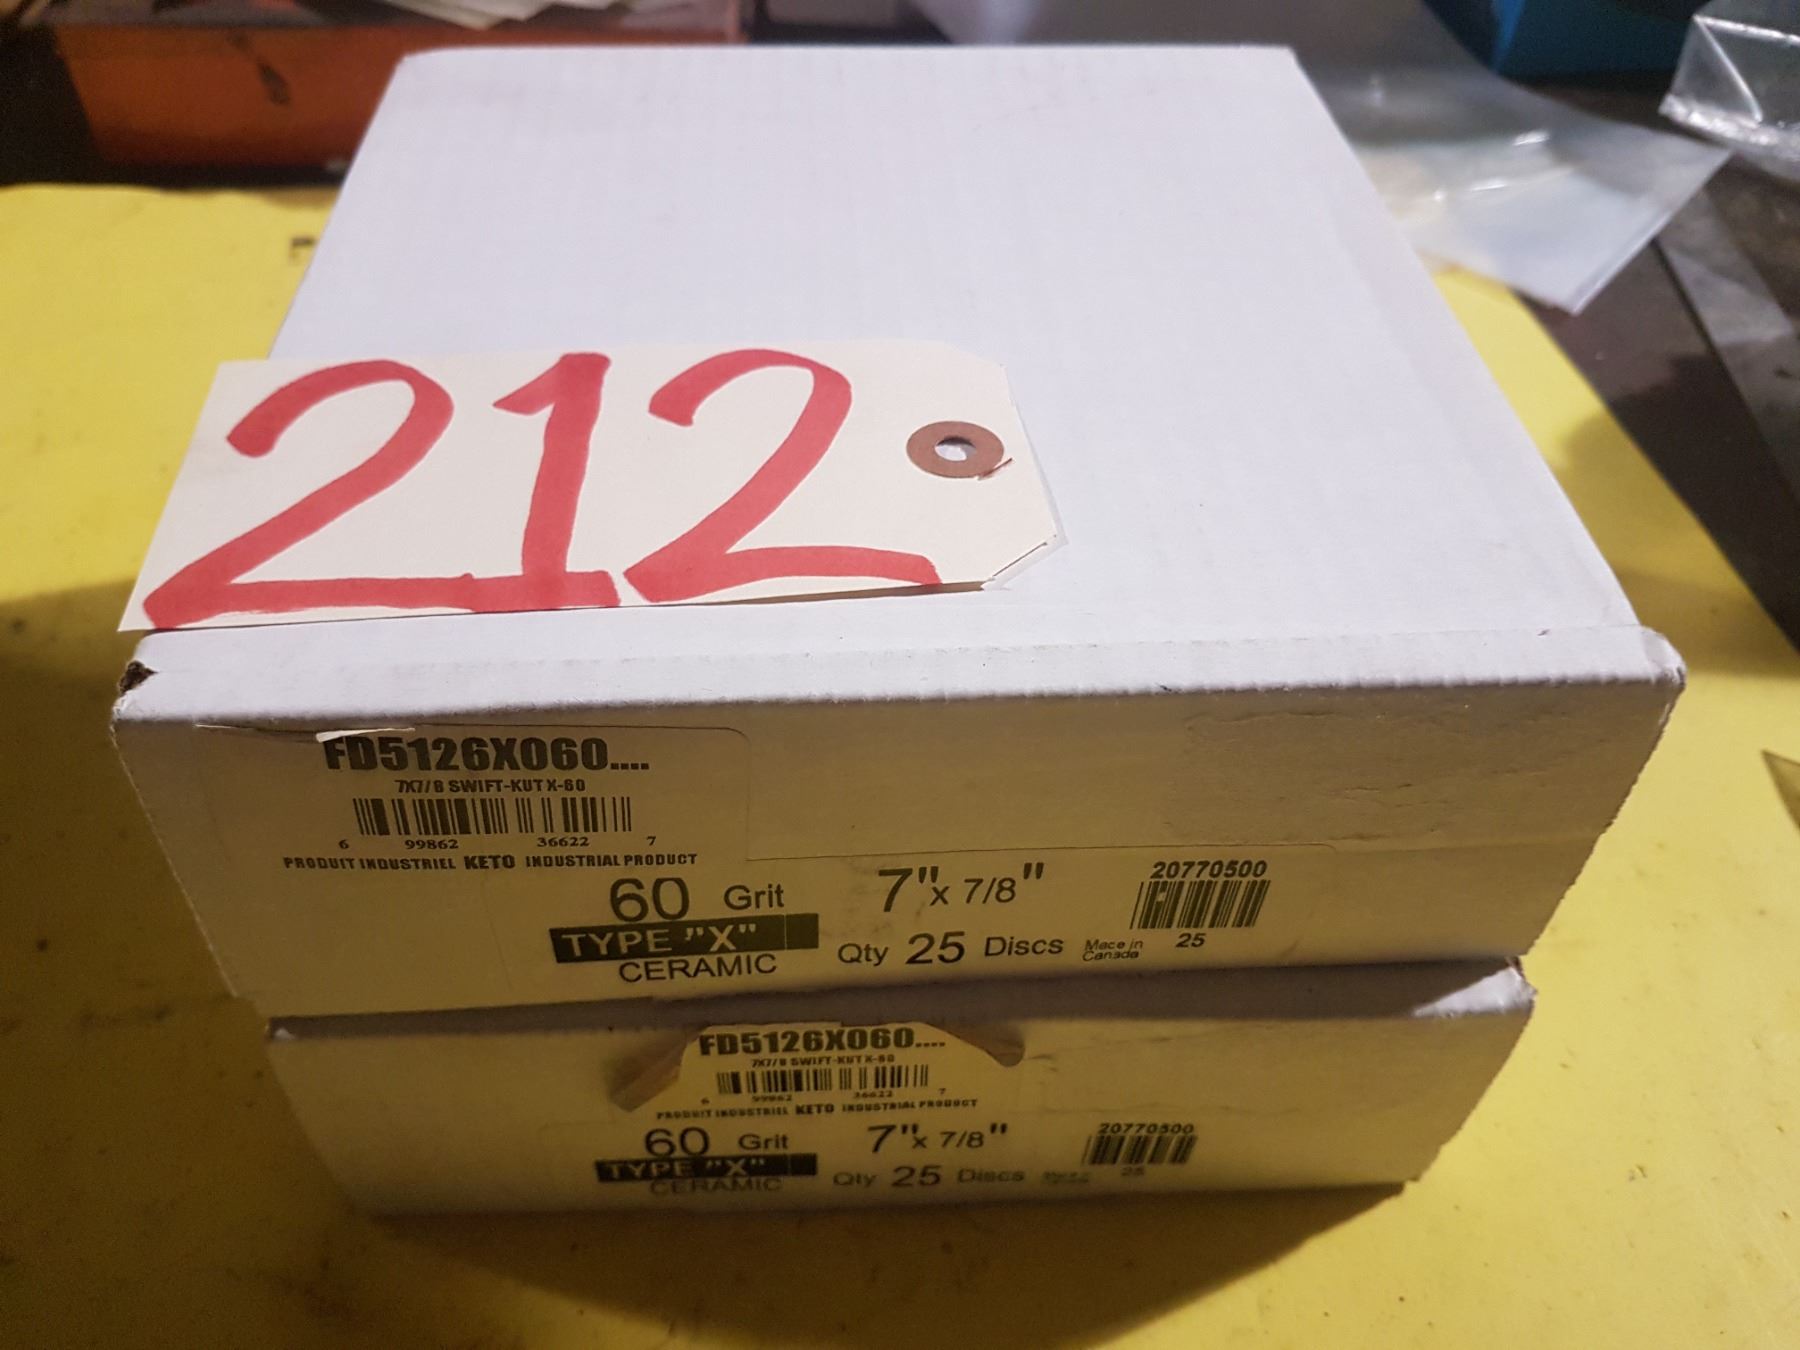 212
FD5126X060....
7X7/8 SWIFT-KUT X-60
6 99862 36622 7
PRODUIT INDUSTRIEL KETO INDUSTRIAL PRODUCT
60 Grit 7" x 7/8" 20770500
TYPE "X" Qty 25 Discs Made in 25
CERAMIC Canada
FD5126X060....
7X7/8 SWIFT-KUT X-60
6 99862 36622 7
PRODUIT INDUSTRIEL KETO INDUSTRIAL PRODUCT
60 Grit 7" x 7/8" 20770500
TYPE "X" Qty 25 Discs 25
CERAMIC